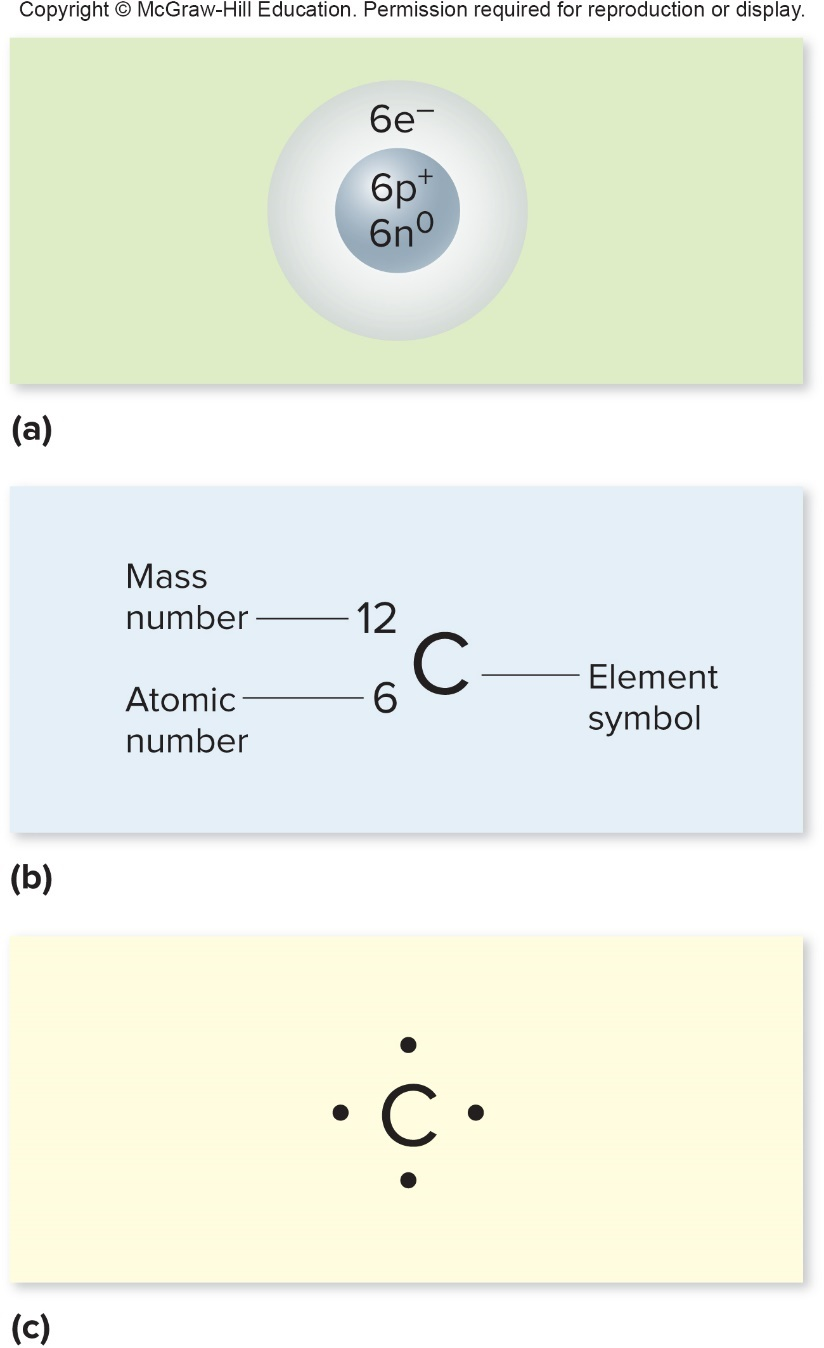 Copyright © McGraw-Hill Education. Permission required for reproduction or display.
6e⁻
6p⁺
6n⁰
(a)
Mass
number
12
C
Element
symbol
Atomic
number
6
(b)
C
(c)